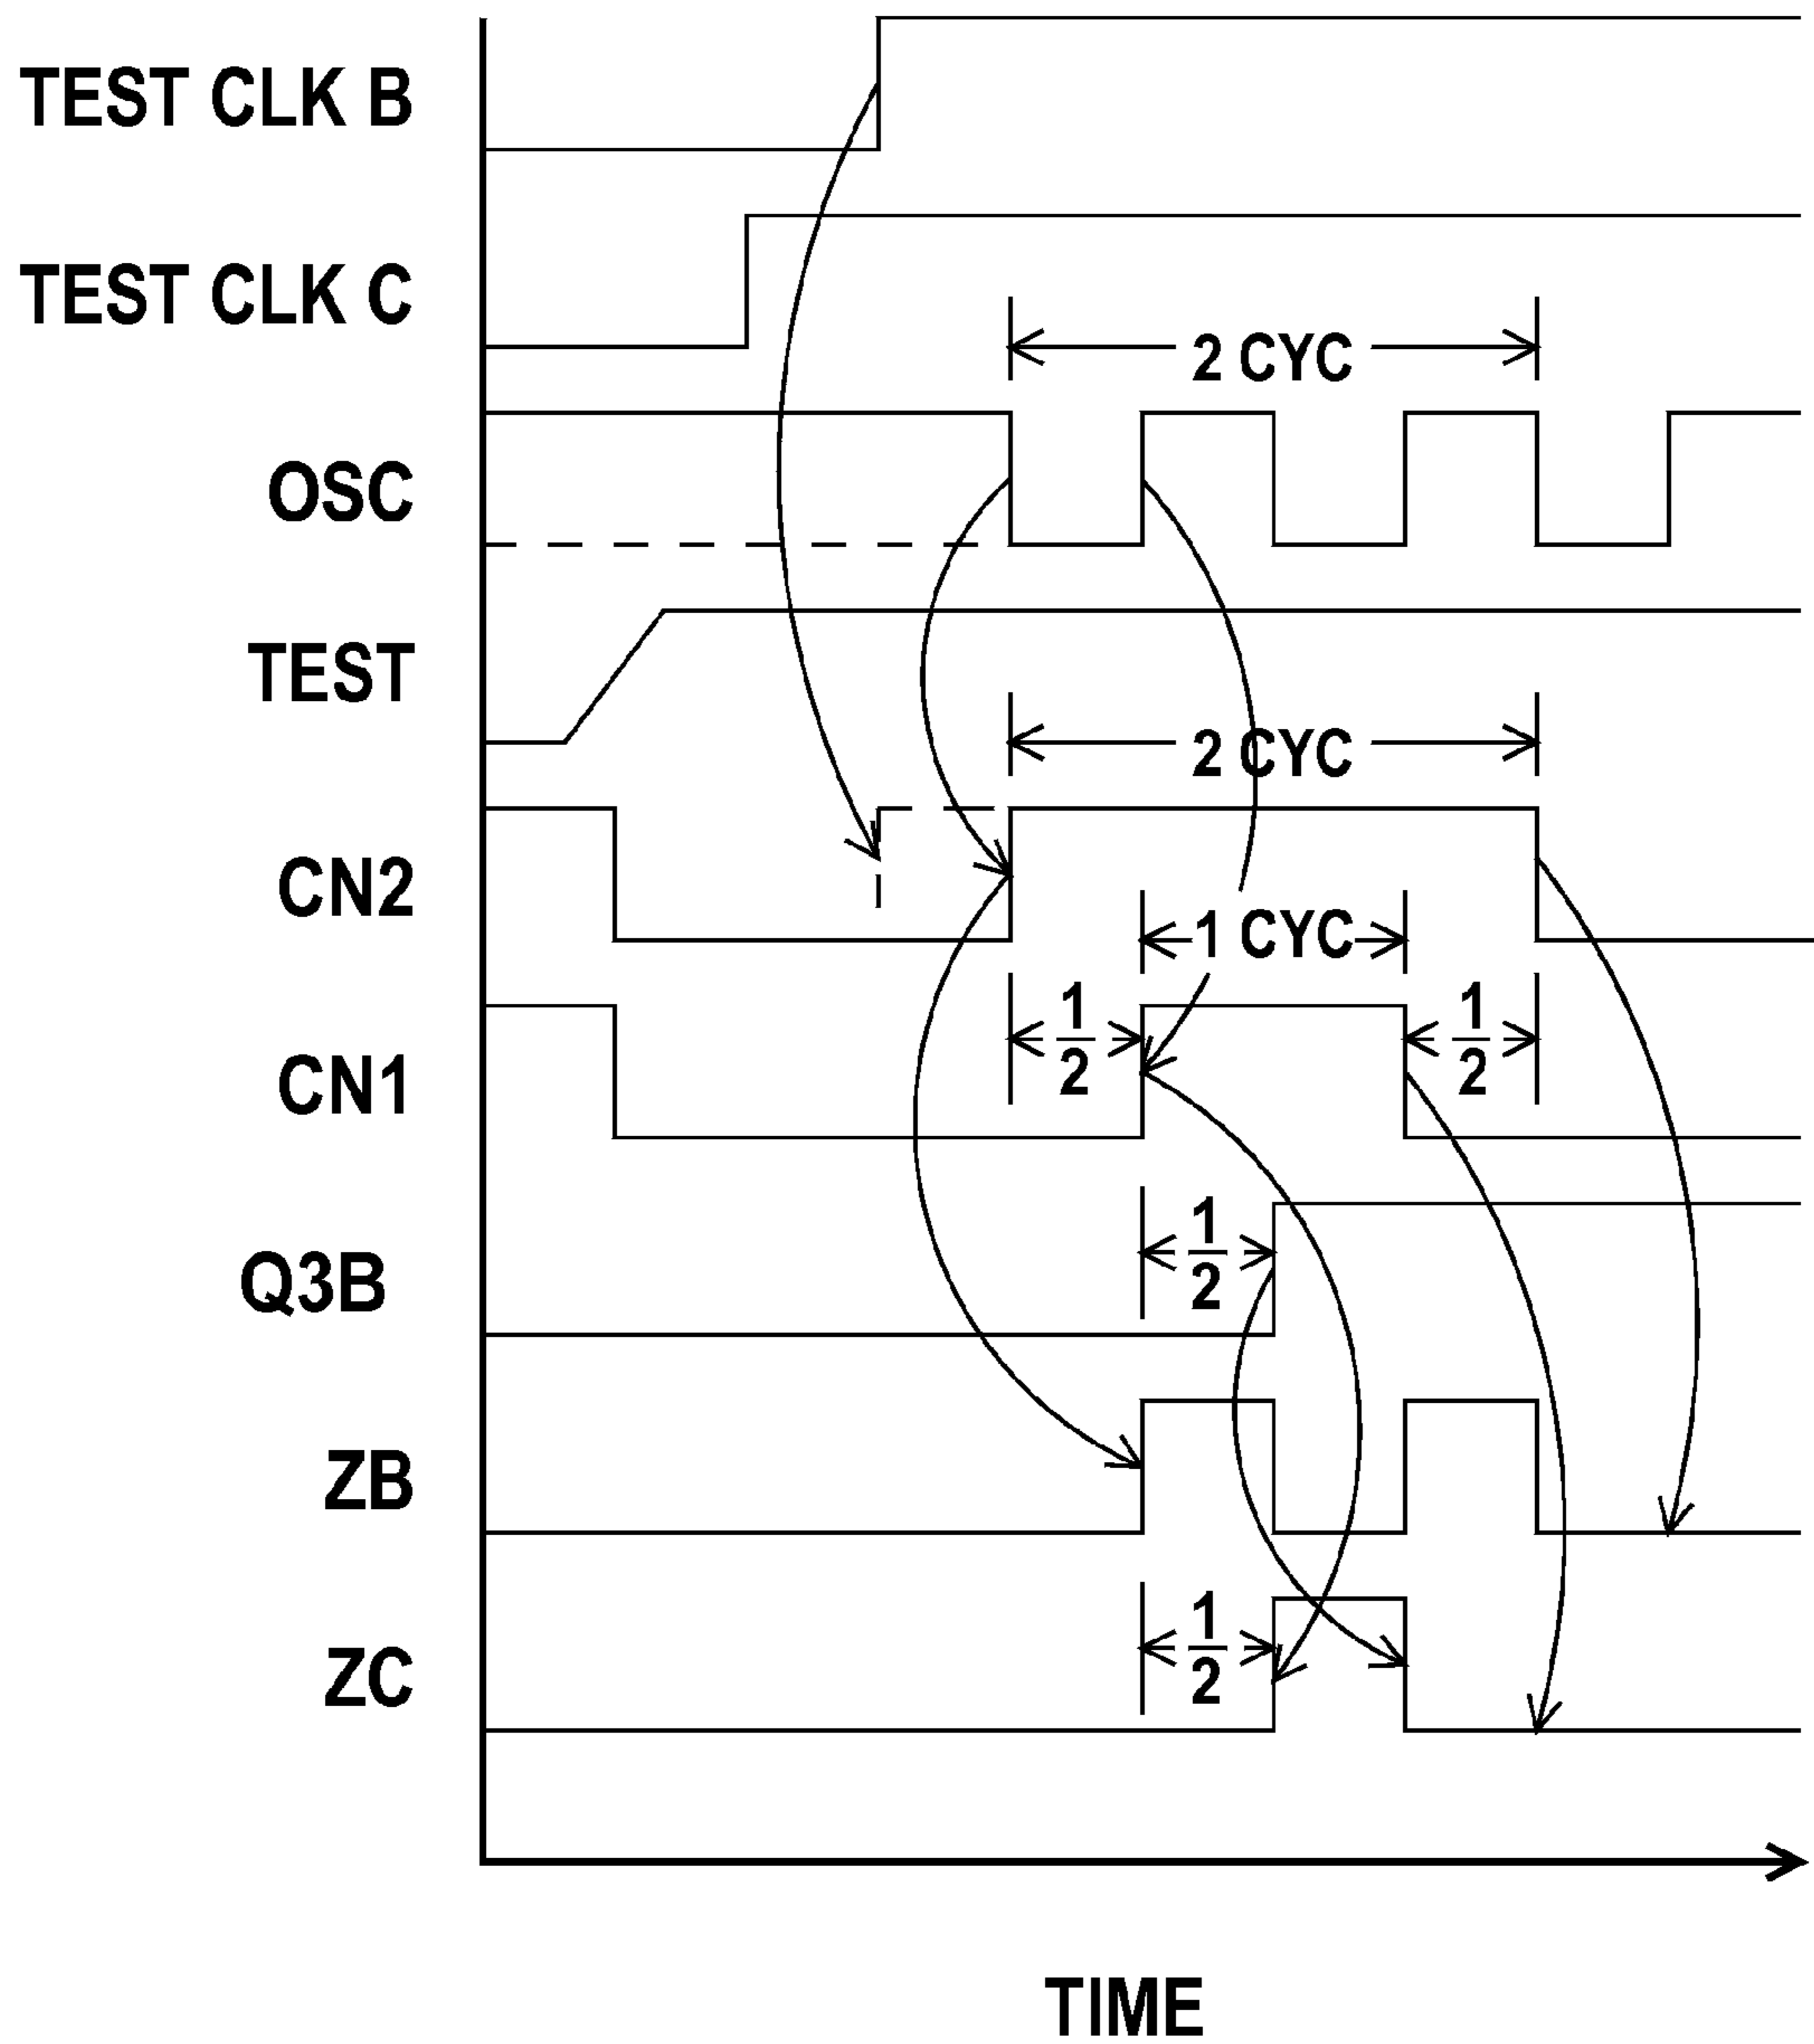 TEST CLK B
TEST CLK C
2 CYC
OSC
TEST
2 CYC
CN2
1 CYC
1
2
1
2
CN1
1
2
Q3B
ZB
1
2
ZC
TIME